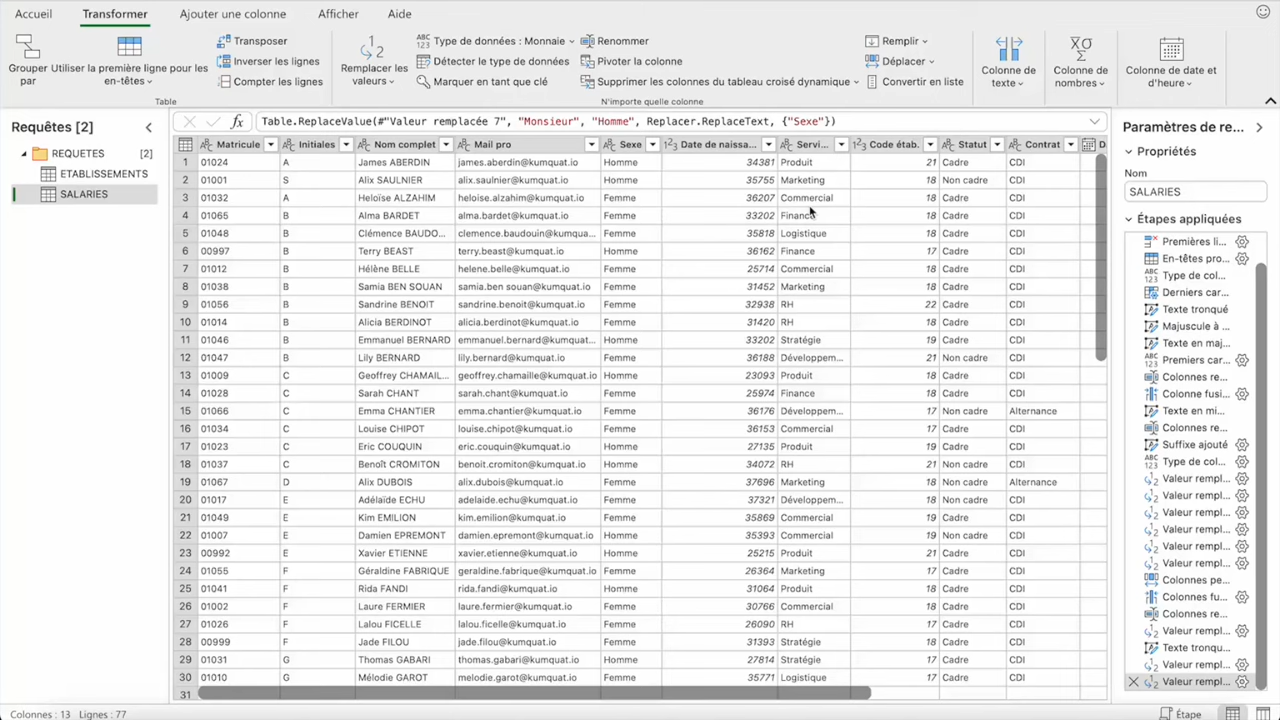 Accueil Transformer Ajouter une colonne Afficher Aide
Grouper par
Utiliser la première ligne pour les en-têtes
Transposer
Inverser les lignes
Compter les lignes
Table
Remplacer les valeurs
Type de données : Monnaie
Détecter le type de données
Marquer en tant que clé
Renommer
Pivoter la colonne
Supprimer les colonnes du tableau croisé dynamique
Remplir
Déplacer
Convertir en liste
N'importe quelle colonne
Colonne de texte
Colonne de nombres
Colonne de date et d'heure
Requêtes [2]
REQUETES [2]
ETABLISSEMENTS
SALARIES
fx Table.ReplaceValue(#"Valeur remplacée 7", "Monsieur", "Homme", Replacer.ReplaceText, {"Sexe"})
Matricule Initiales Nom complet Mail pro Sexe Date de naissa... Servi... Code étab. Statut Contrat D
1 01024 A James ABERDIN james.aberdin@kumquat.io Homme 34381 Produit 21 Cadre CDI
2 01001 S Alix SAULNIER alix.saulnier@kumquat.io Homme 35755 Marketing 18 Non cadre CDI
3 01032 A Heloïse ALZAHIM heloise.alzahim@kumquat.io Femme 36207 Commercial 18 Cadre CDI
4 01065 B Alma BARDET alma.bardet@kumquat.io Femme 33202 Finance 18 Cadre CDI
5 01048 B Clémence BAUDO... clemence.baudouin@kumqua... Femme 35818 Logistique 18 Cadre CDI
6 00997 B Terry BEAST terry.beast@kumquat.io Homme 36162 Finance 17 Cadre CDI
7 01012 B Hélène BELLE helene.belle@kumquat.io Femme 25714 Commercial 18 Cadre CDI
8 01038 B Samia BEN SOUAN samia.ben souan@kumquat.io Femme 31452 Marketing 18 Cadre CDI
9 01056 B Sandrine BENOIT sandrine.benoit@kumquat.io Femme 32938 RH 22 Cadre CDI
10 01014 B Alicia BERDINOT alicia.berdinot@kumquat.io Femme 31420 RH 18 Cadre CDI
11 01046 B Emmanuel BERNARD emmanuel.bernard@kumquat... Homme 33202 Stratégie 18 Cadre CDI
12 01047 B Lily BERNARD lily.bernard@kumquat.io Femme 36188 Développem... 21 Non cadre CDI
13 01009 C Geoffrey CHAMAIL... geoffrey.chamaille@kumquat.io Homme 23093 Produit 18 Cadre CDI
14 01028 C Sarah CHANT sarah.chant@kumquat.io Femme 25974 Finance 18 Cadre CDI
15 01066 C Emma CHANTIER emma.chantier@kumquat.io Femme 36176 Développem... 17 Non cadre Alternance
16 01034 C Louise CHIPOT louise.chipot@kumquat.io Femme 36153 Commercial 17 Cadre CDI
17 01023 C Eric COUQUIN eric.couquin@kumquat.io Homme 27135 Produit 19 Cadre CDI
18 01037 C Benoît CROMITON benoit.cromiton@kumquat.io Homme 34072 RH 21 Non cadre CDI
19 01067 D Alix DUBOIS alix.dubois@kumquat.io Homme 37696 Marketing 18 Non cadre Alternance
20 01017 E Adélaïde ECHU adelaide.echu@kumquat.io Femme 37321 Développem... 18 Non cadre CDI
21 01049 E Kim EMILION kim.emilion@kumquat.io Femme 35869 Commercial 19 Cadre CDI
22 01007 E Damien EPREMONT damien.epremont@kumquat.io Homme 35393 Commercial 19 Non cadre CDI
23 00992 E Xavier ETIENNE xavier.etienne@kumquat.io Homme 25215 Produit 21 Cadre CDI
24 01055 F Géraldine FABRIQUE geraldine.fabrique@kumquat.io Femme 26364 Marketing 17 Cadre CDI
25 01041 F Rida FANDI rida.fandi@kumquat.io Homme 31064 Produit 18 Cadre CDI
26 01002 F Laure FERMIER laure.fermier@kumquat.io Femme 30766 Commercial 18 Cadre CDI
27 01026 F Lalou FICELLE lalou.ficelle@kumquat.io Femme 26090 RH 17 Cadre CDI
28 00999 F Jade FILOU jade.filou@kumquat.io Femme 31393 Stratégie 18 Cadre CDI
29 01031 G Thomas GABARI thomas.gabari@kumquat.io Homme 27814 Stratégie 17 Cadre CDI
30 01010 G Mélodie GAROT melodie.garot@kumquat.io Femme 35771 Logistique 17 Cadre CDI
31
Paramètres de re...
Propriétés
Nom
SALARIES
Étapes appliquées
Premières li...
En-têtes pro...
Type de col...
Derniers car...
Texte tronqué
Majuscule à ...
Texte en maj...
Premiers car...
Colonnes re...
Colonne fusi...
Texte en mi...
Colonnes re...
Suffixe ajouté
Type de col...
Valeur rempl...
Valeur rempl...
Valeur rempl...
Valeur rempl...
Valeur rempl...
Valeur rempl...
Colonnes pe...
Colonnes fu...
Colonnes re...
Valeur rempl...
Texte tronqu...
Valeur rempl...
Valeur rempl...
Colonnes : 13 Lignes : 77
Étape